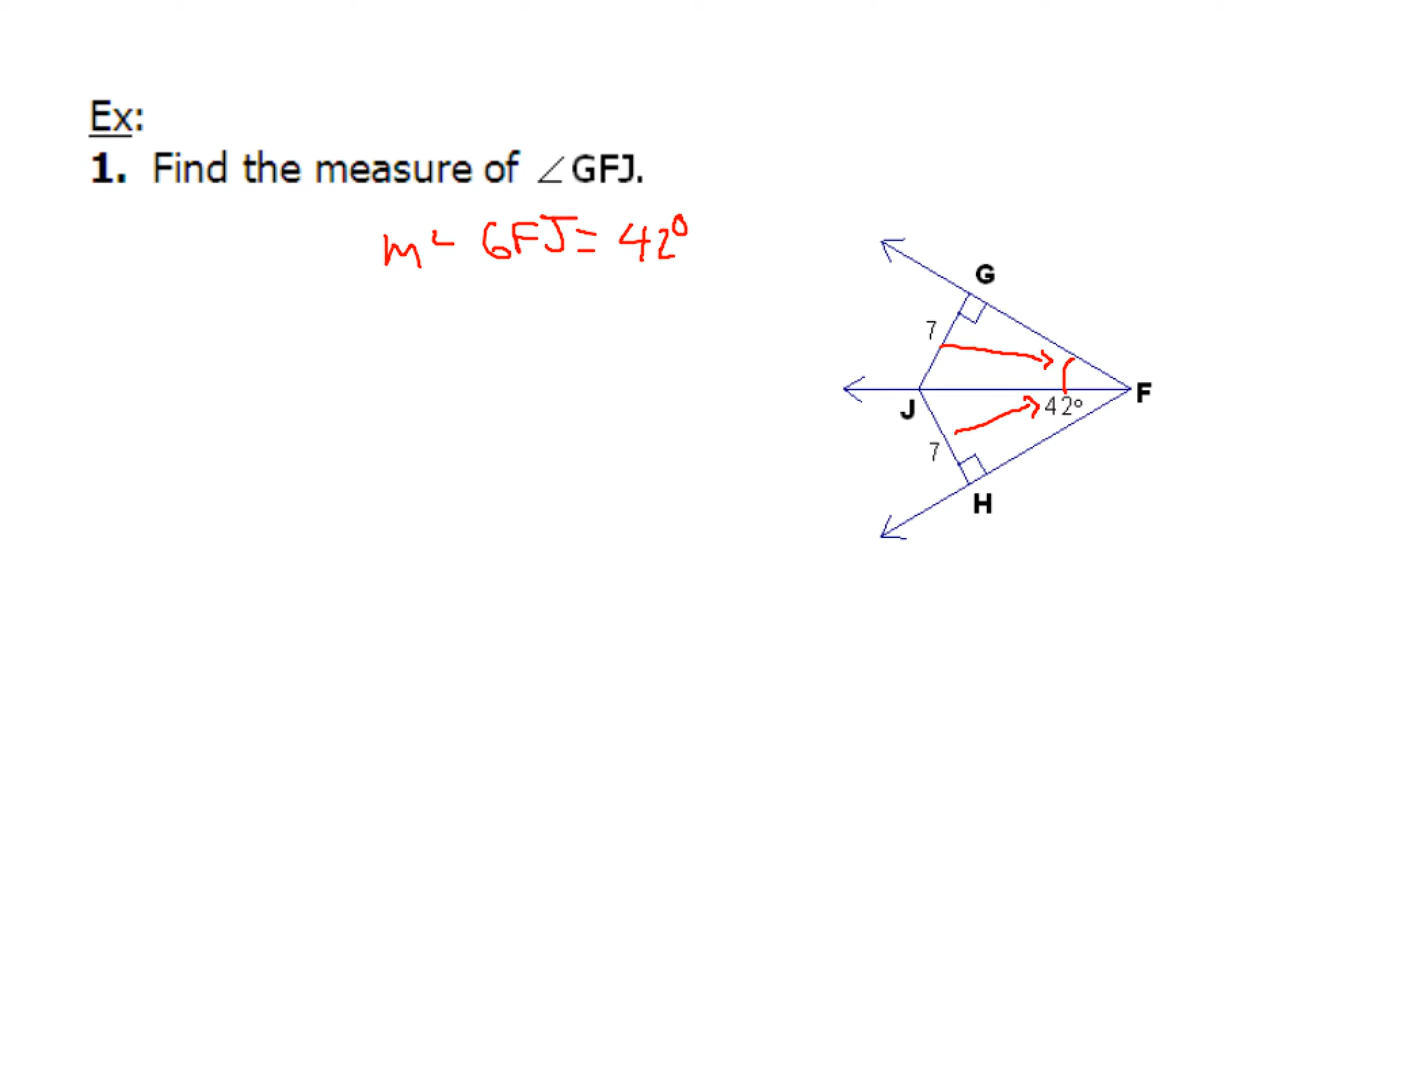 Ex:
1. Find the measure of ∠GFJ.
m∠ GFJ = 42°
G
7
J
42°
F
7
H